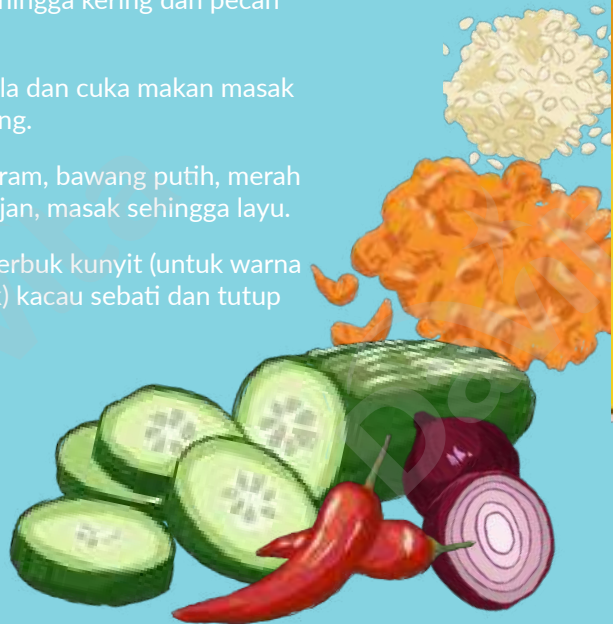 hingga kering dan pecah
la dan cuka makan masak
ng.
ram, bawang putih, merah
jan, masak sehingga layu.
erbuk kunyit (untuk warna
) kacau sebati dan tutup